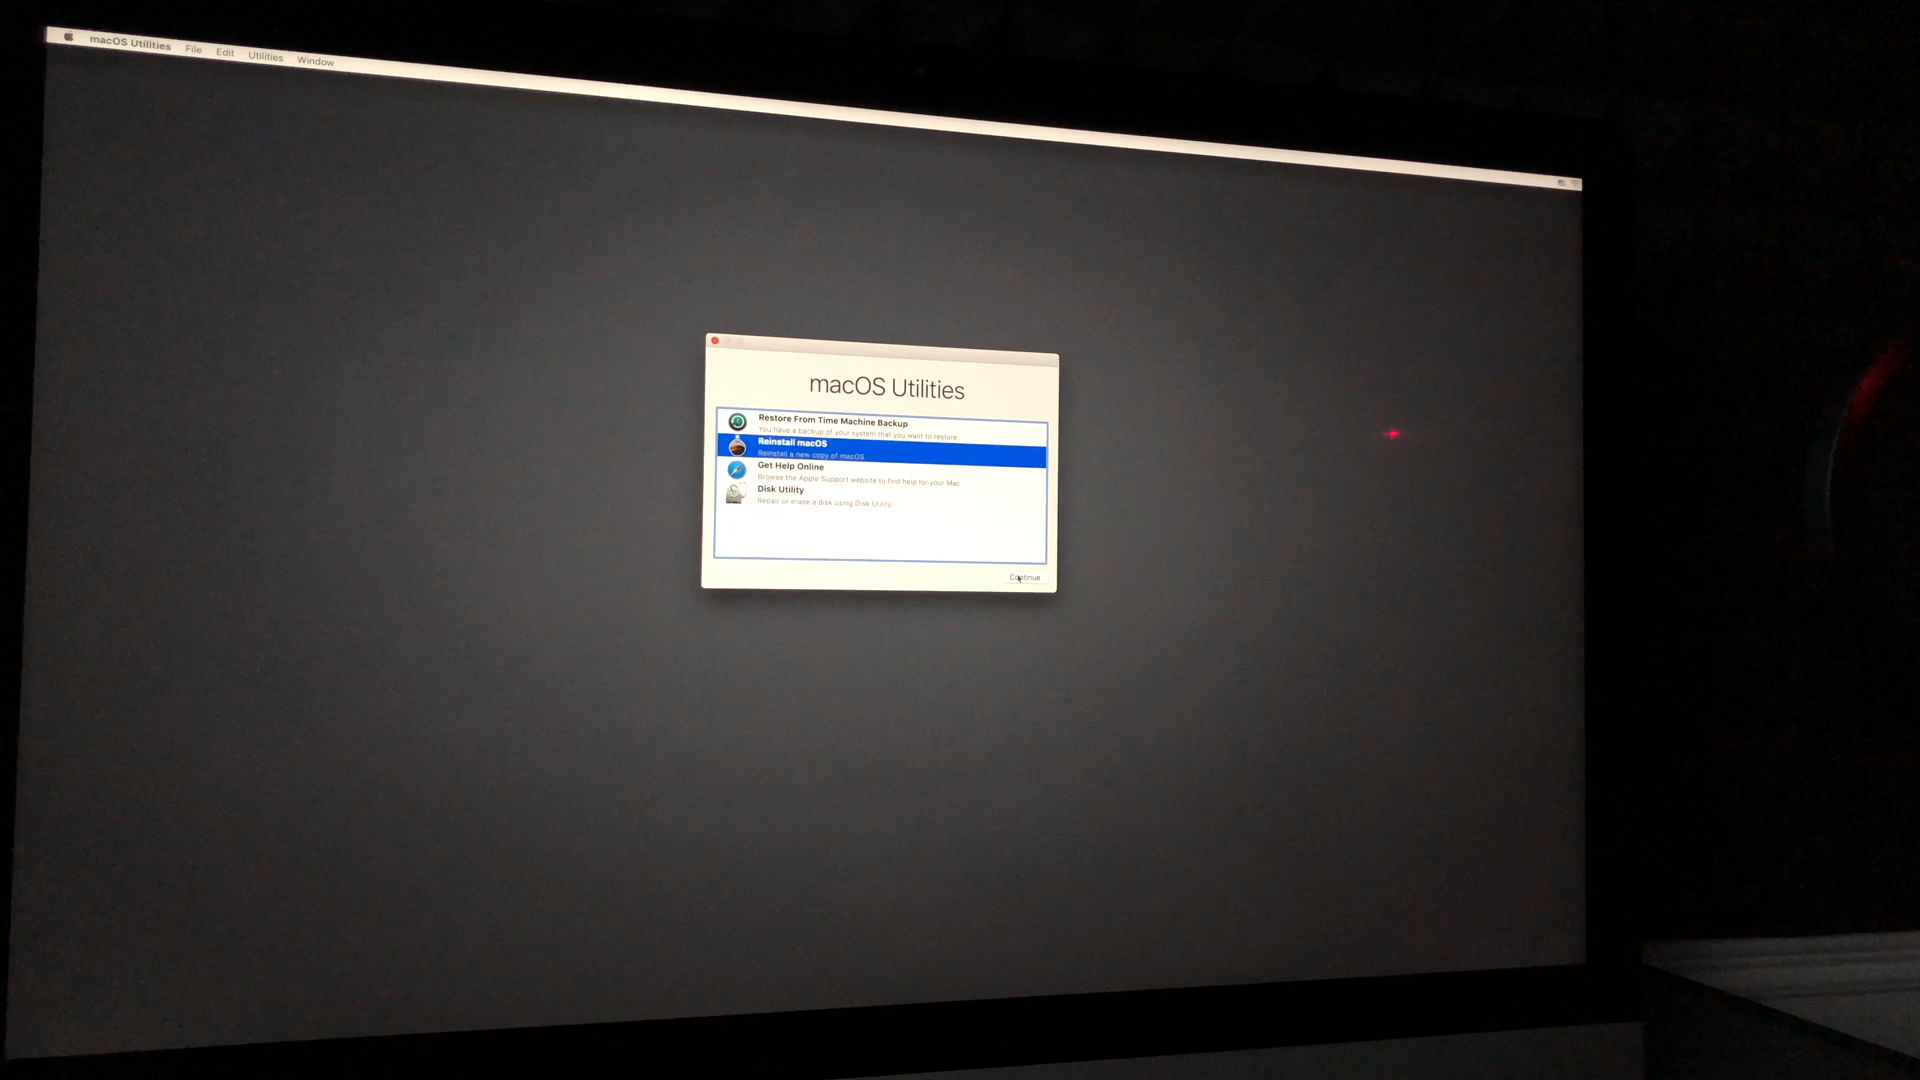 macOS Utilities File Edit Utilities Window
macOS Utilities
Restore From Time Machine Backup
You have a backup of your system that you want to restore
Reinstall macOS
Reinstall a new copy of macOS
Get Help Online
Browse the Apple Support website to find help for your Mac
Disk Utility
Repair or erase a disk using Disk Utility
Continue